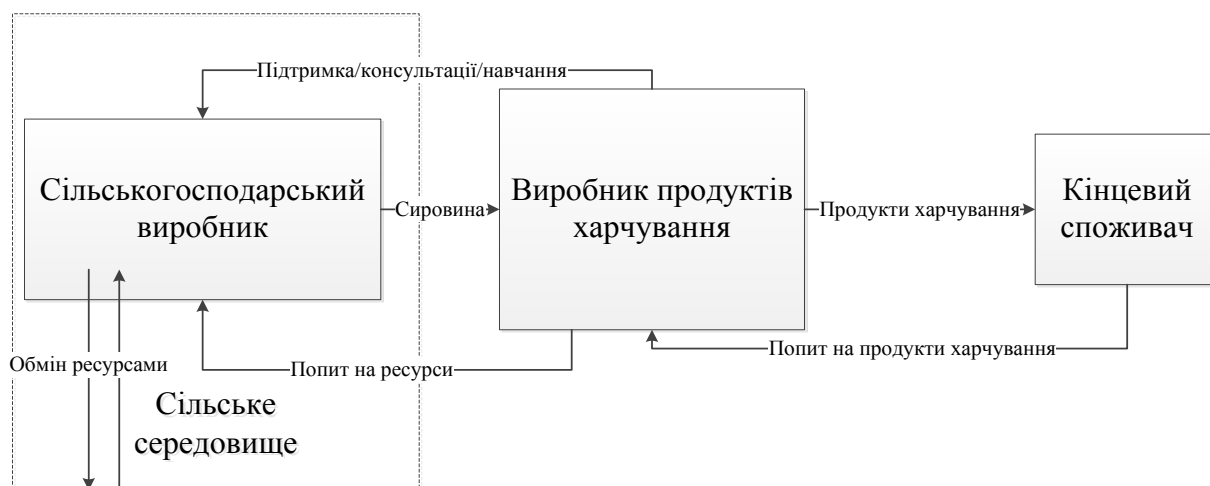 Підтримка/консультації/навчання
Сільськогосподарський
виробник
Сировина
Виробник продуктів
харчування
Продукти харчування
Кінцевий
споживач
Обмін ресурсами
Попит на ресурси
Попит на продукти харчування
Сільське
середовище